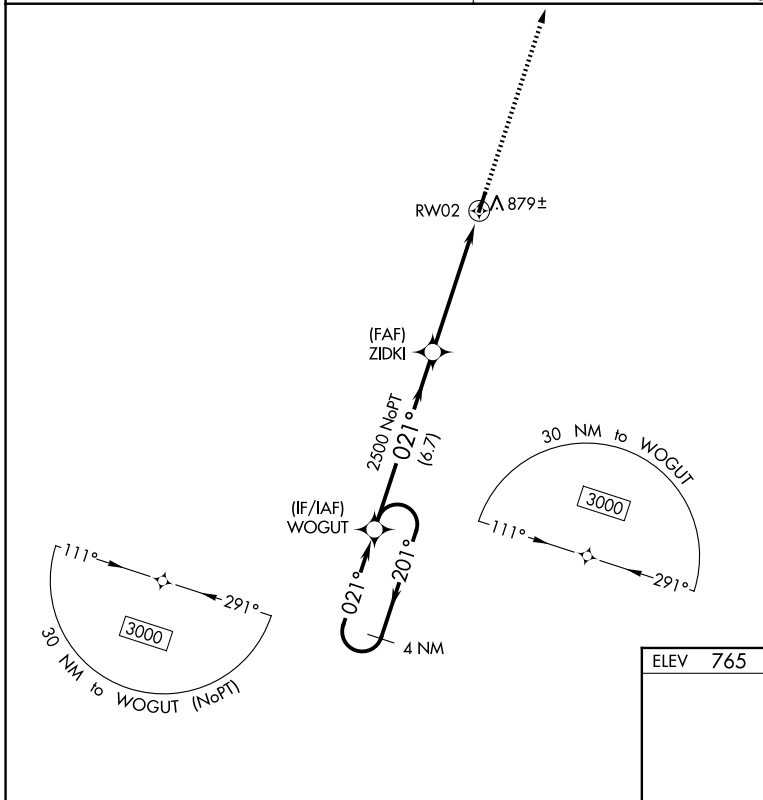 RW02
879±
(FAF)
ZIDKI
2500 NoPT
021°
(6.7)
(IF/IAF)
WOGUT
021°
201°
4 NM
30 NM to WOGUT
3000
111°
291°
111°
291°
3000
30 NM to WOGUT (NoPT)
ELEV 765